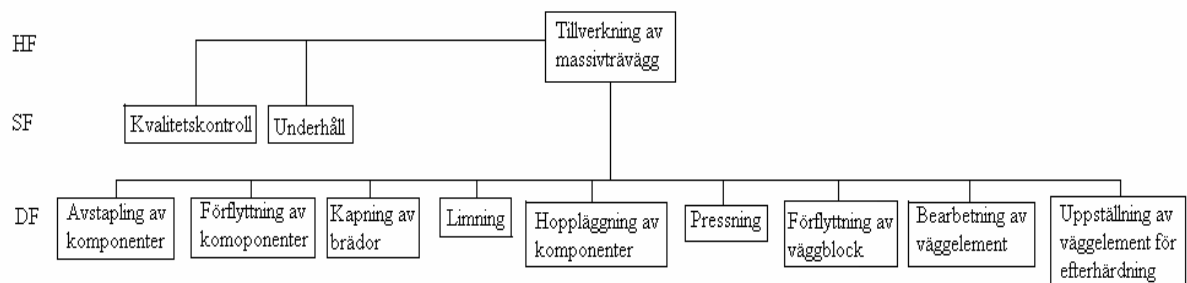 HF
Tillverkning av
massivträvägg
SF
Kvalitetskontroll
Underhåll
DF
Avstapling av
komponenter
Förflyttning av
komoponenter
Kapning av
brädor
Limning
Hoppläggning av
komponenter
Pressning
Förflyttning av
väggblock
Bearbetning av
väggelement
Uppställning av
väggelement för
efterhärdning